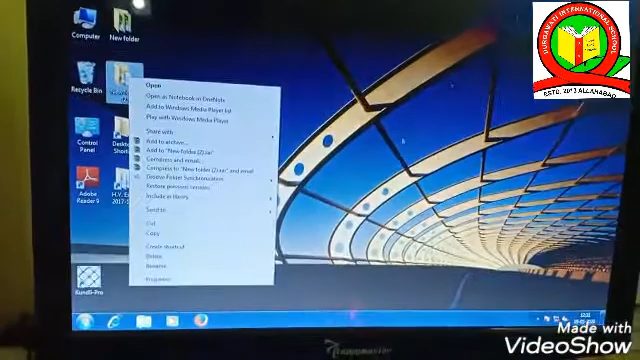 DURGAWATI INTERNATIONAL SCHOOL
ESTD. 2013 ALLAHABAD
Computer
New folder
Recycle Bin
Control Panel
Adobe Reader 9
Kundli-Pro
Open
Open as Notebook in OneNote
Add to Windows Media Player list
Play with Windows Media Player
Share with
Add to archive...
Add to "New folder (2).rar"
Compress and email...
Compress to "New folder (2).rar" and email
Groove Folder Synchronization
Restore previous versions
Include in library
Send to
Cut
Copy
Create shortcut
Delete
Rename
Properties
Made with
VideoShow